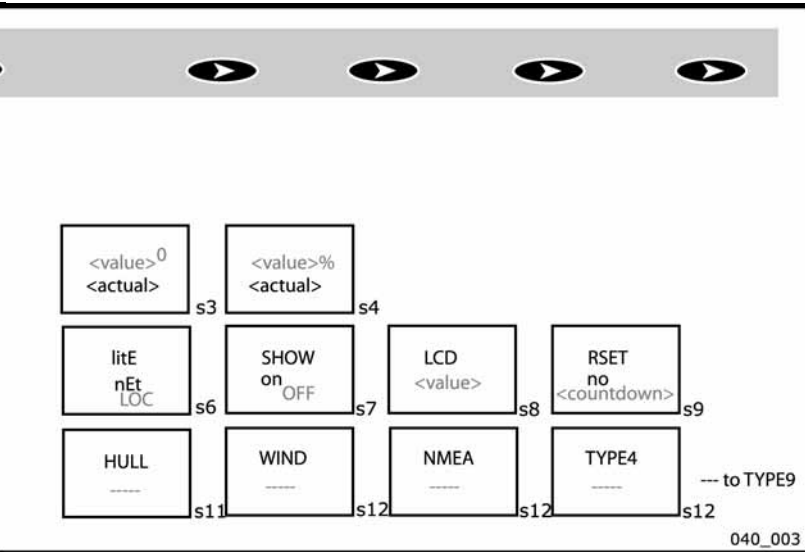 <value>0 <value>%
<actual> <actual>
s3 s4
litE SHOW LCD RSET
nEt on <value> no
LOC OFF <countdown>
s6 s7 s8 s9
HULL WIND NMEA TYPE4
----- ----- ----- ----- --- to TYPE9
s11 s12 s12 s12
040_003